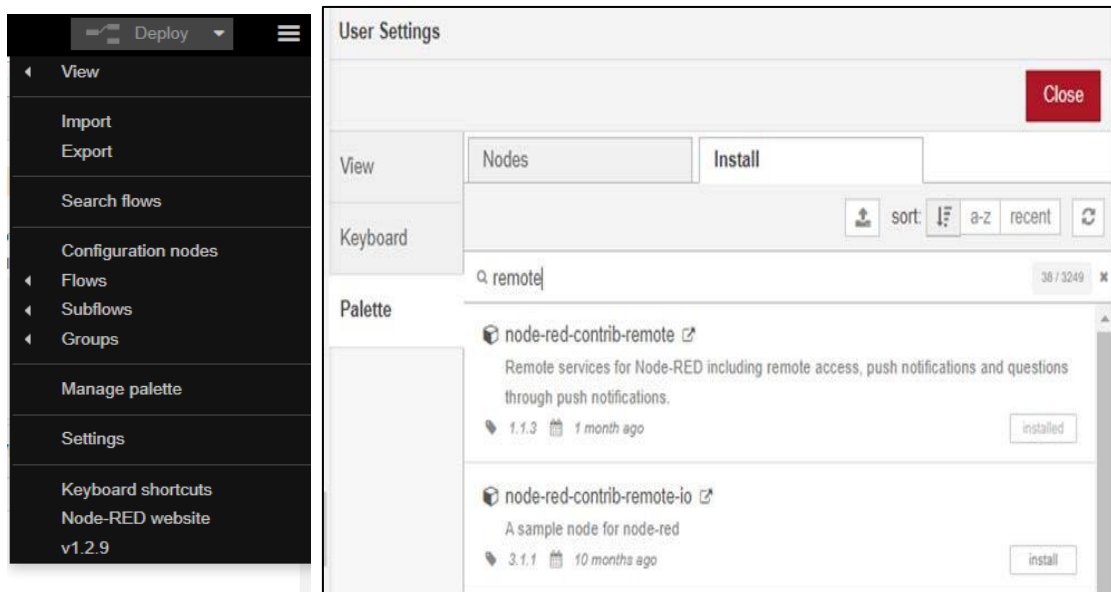 Deploy
View
Import
Export
Search flows
Configuration nodes
Flows
Subflows
Groups
Manage palette
Settings
Keyboard shortcuts
Node-RED website
v1.2.9
User Settings
Close
View
Keyboard
Palette
Nodes
Install
sort: a-z recent
remote
38 / 3249
node-red-contrib-remote
Remote services for Node-RED including remote access, push notifications and questions
through push notifications.
1.1.3 1 month ago
installed
node-red-contrib-remote-io
A sample node for node-red
3.1.1 10 months ago
install